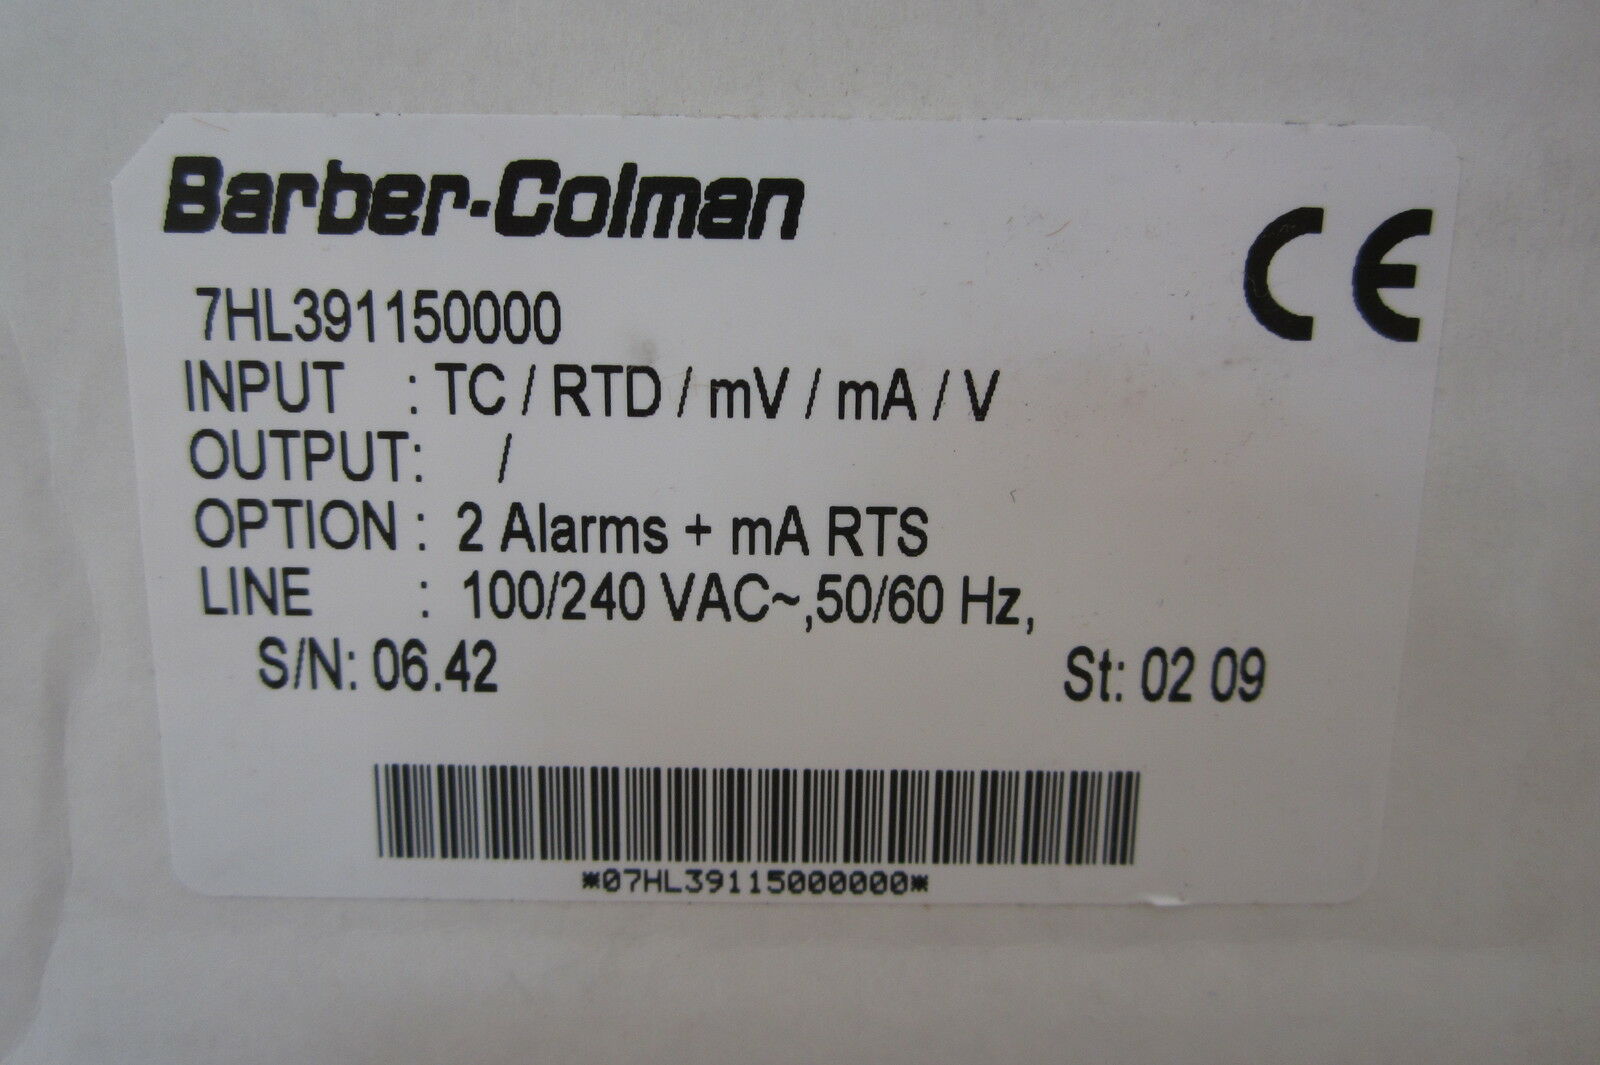 Barber-Colman
CE
7HL391150000
INPUT : TC / RTD / mV / mA / V
OUTPUT: /
OPTION : 2 Alarms + mA RTS
LINE : 100/240 VAC~,50/60 Hz,
S/N: 06.42 St: 02 09
*07HL39115000000*